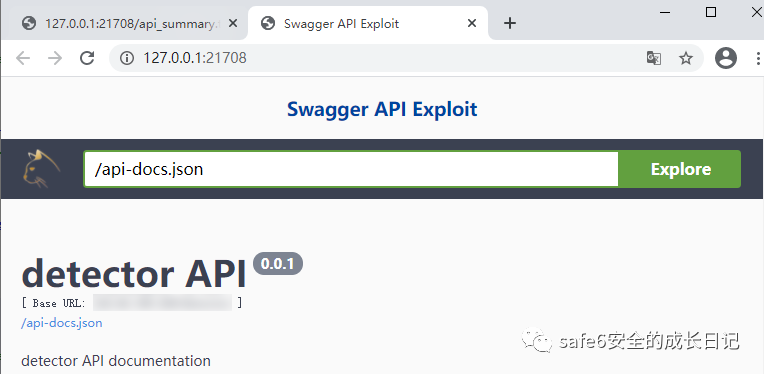 127.0.0.1:21708/api_summary.
Swagger API Exploit
127.0.0.1:21708
Swagger API Exploit
/api-docs.json
Explore
detector API 0.0.1
[ Base URL: ]
/api-docs.json
safe6安全的成长日记
detector API documentation